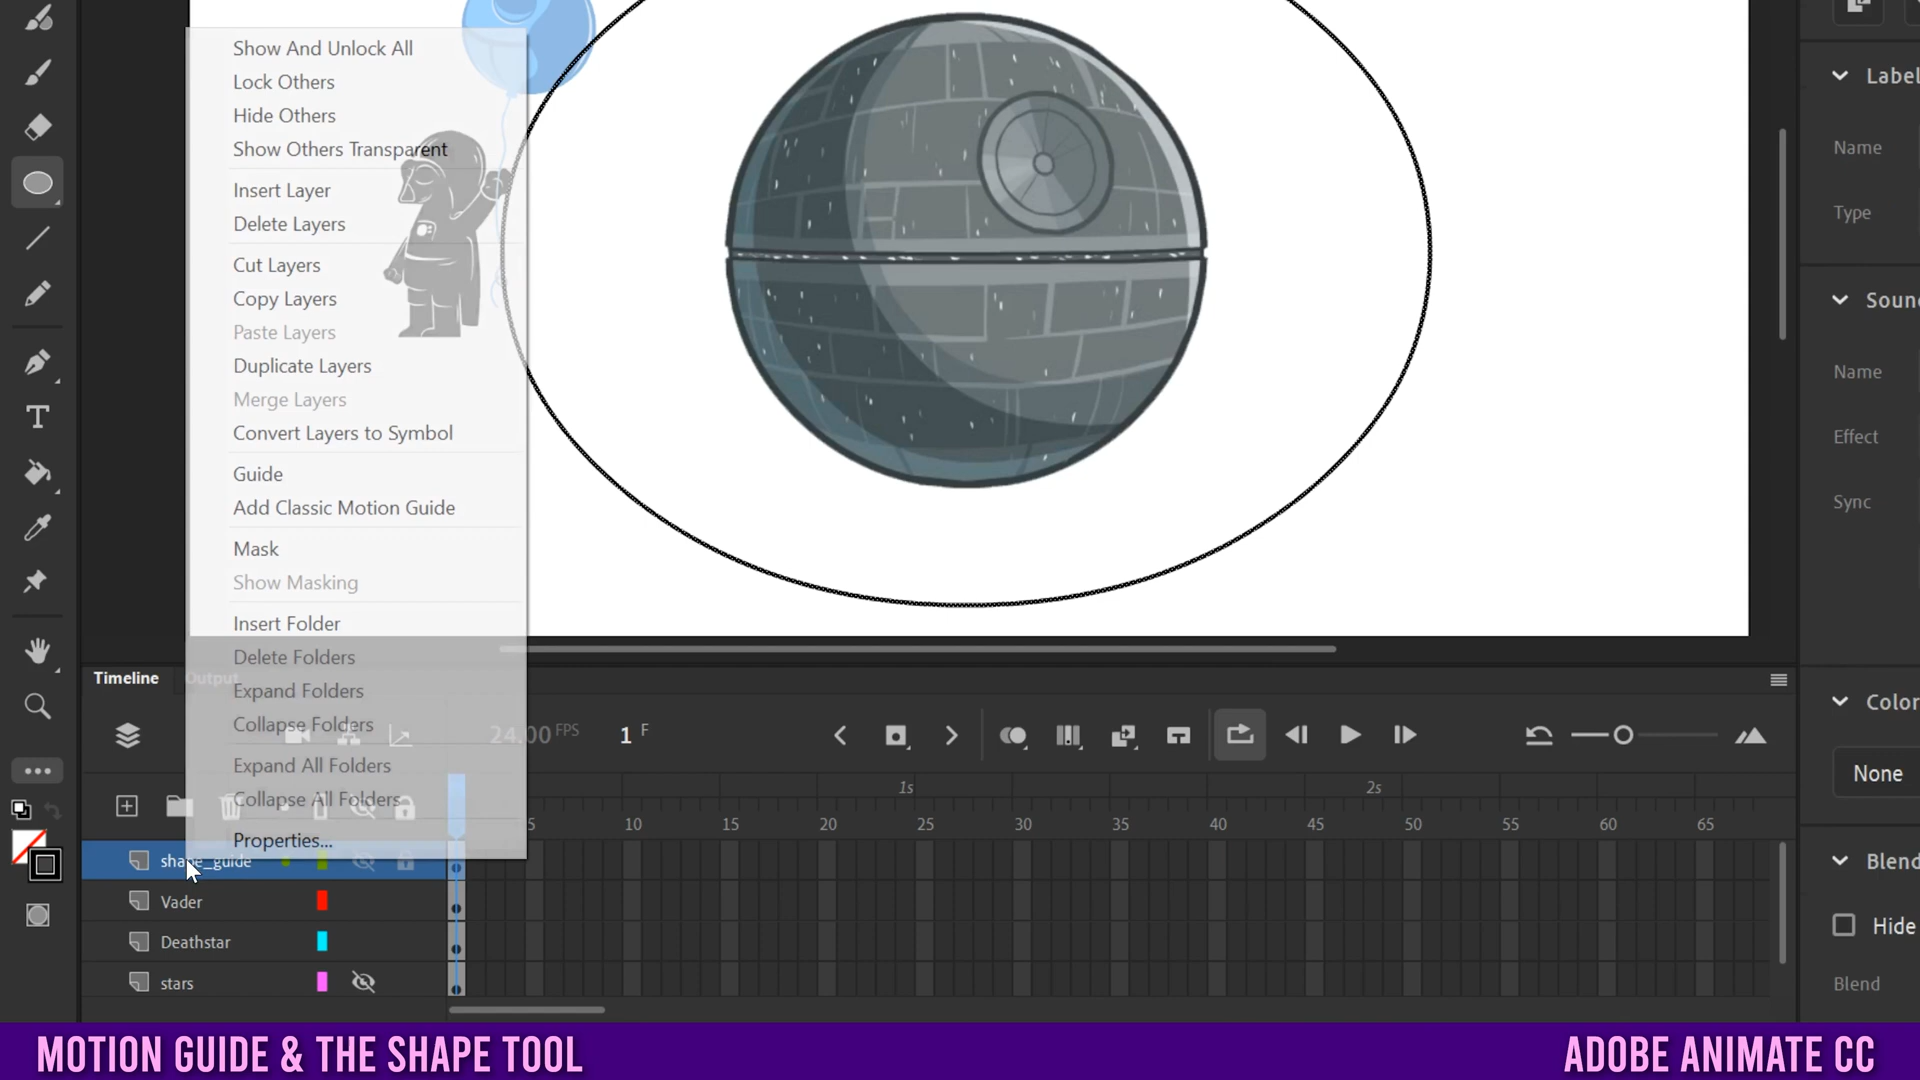 Show And Unlock All
Lock Others
Hide Others
Show Others Transparent
Insert Layer
Delete Layers
Cut Layers
Copy Layers
Paste Layers
Duplicate Layers
Merge Layers
Convert Layers to Symbol
Guide
Add Classic Motion Guide
Mask
Show Masking
Insert Folder
Delete Folders
Expand Folders
Collapse Folders
Expand All Folders
Collapse All Folders
Properties...
Label
Name
Type
Soun
Name
Effect
Sync
Color
None
Blend
Hide
Blend
Timeline
Output
24.00 FPS
1 F
1s
2s
5 10 15 20 25 30 35 40 45 50 55 60 65
shape_guide
Vader
Deathstar
stars
MOTION GUIDE & THE SHAPE TOOL
ADOBE ANIMATE CC